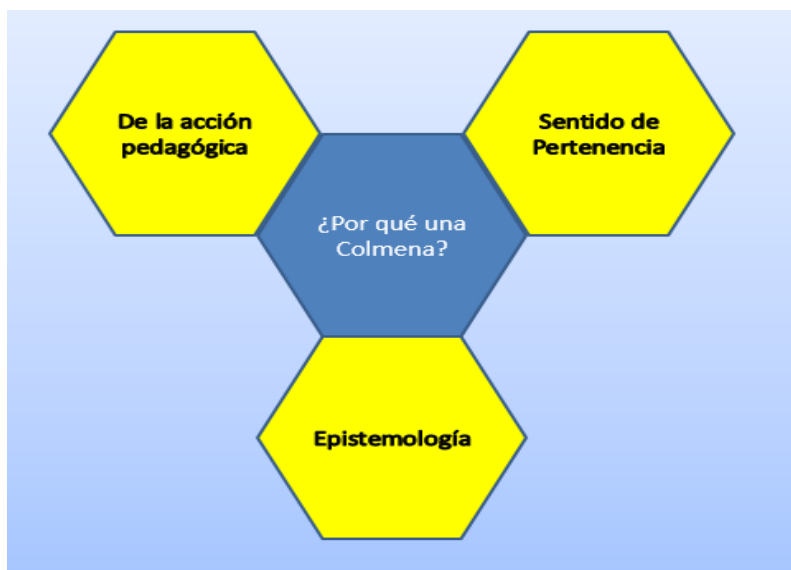 De la acción
pedagógica
Sentido de
Pertenencia
¿Por qué una
Colmena?
Epistemología